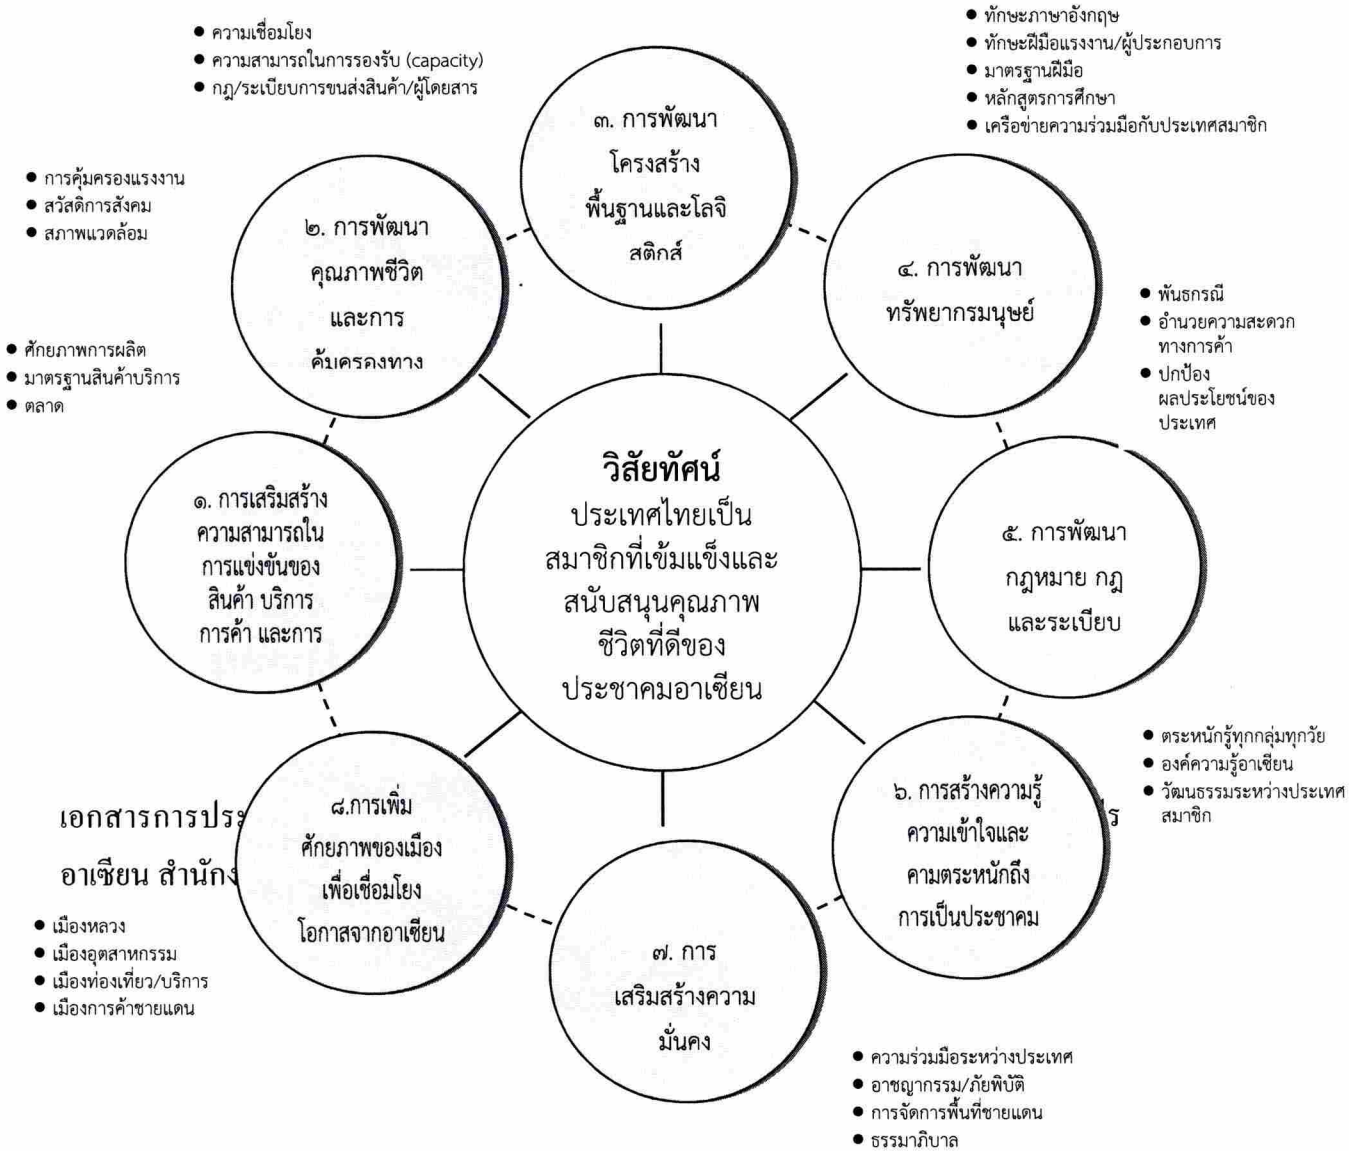 ● ความเชื่อมโยง
● ความสามารถในการรองรับ (capacity)
● กฎ/ระเบียบการขนส่งสินค้า/ผู้โดยสาร
● ทักษะภาษาอังกฤษ
● ทักษะฝีมือแรงงาน/ผู้ประกอบการ
● มาตรฐานฝีมือ
● หลักสูตรการศึกษา
● เครือข่ายความร่วมมือกับประเทศสมาชิก
๓. การพัฒนา
โครงสร้าง
พื้นฐานและโลจิ
สติกส์
● การคุ้มครองแรงงาน
● สวัสดิการสังคม
● สภาพแวดล้อม
๒. การพัฒนา
คุณภาพชีวิต
และการ
คุ้มครองทาง
๔. การพัฒนา
ทรัพยากรมนุษย์
● พันธกรณี
● อำนวยความสะดวก
ทางการค้า
● ปกป้อง
ผลประโยชน์ของ
ประเทศ
● ศักยภาพการผลิต
● มาตรฐานสินค้าบริการ
● ตลาด
๑. การเสริมสร้าง
ความสามารถใน
การแข่งขันของ
สินค้า บริการ
การค้า และการ
วิสัยทัศน์
ประเทศไทยเป็น
สมาชิกที่เข้มแข็งและ
สนับสนุนคุณภาพ
ชีวิตที่ดีของ
ประชาคมอาเซียน
๕. การพัฒนา
กฎหมาย กฎ
และระเบียบ
● ตระหนักรู้ทุกกลุ่มทุกวัย
● องค์ความรู้อาเซียน
● วัฒนธรรมระหว่างประเทศ
สมาชิก
๖. การสร้างความรู้
ความเข้าใจและ
คามตระหนักถึง
การเป็นประชาคม
เอกสารการประ
ร
อาเซียน สำนักง
๘.การเพิ่ม
ศักยภาพของเมือง
เพื่อเชื่อมโยง
โอกาสจากอาเซียน
● เมืองหลวง
● เมืองอุตสาหกรรม
● เมืองท่องเที่ยว/บริการ
● เมืองการค้าชายแดน
๗. การ
เสริมสร้างความ
มั่นคง
● ความร่วมมือระหว่างประเทศ
● อาชญากรรม/ภัยพิบัติ
● การจัดการพื้นที่ชายแดน
● ธรรมาภิบาล